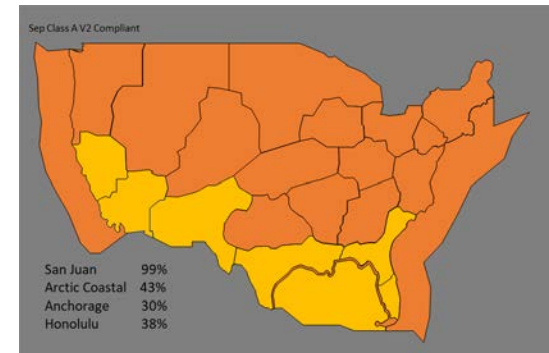 Sep Class A V2 Compliant
San Juan 99%
Arctic Coastal 43%
Anchorage 30%
Honolulu 38%